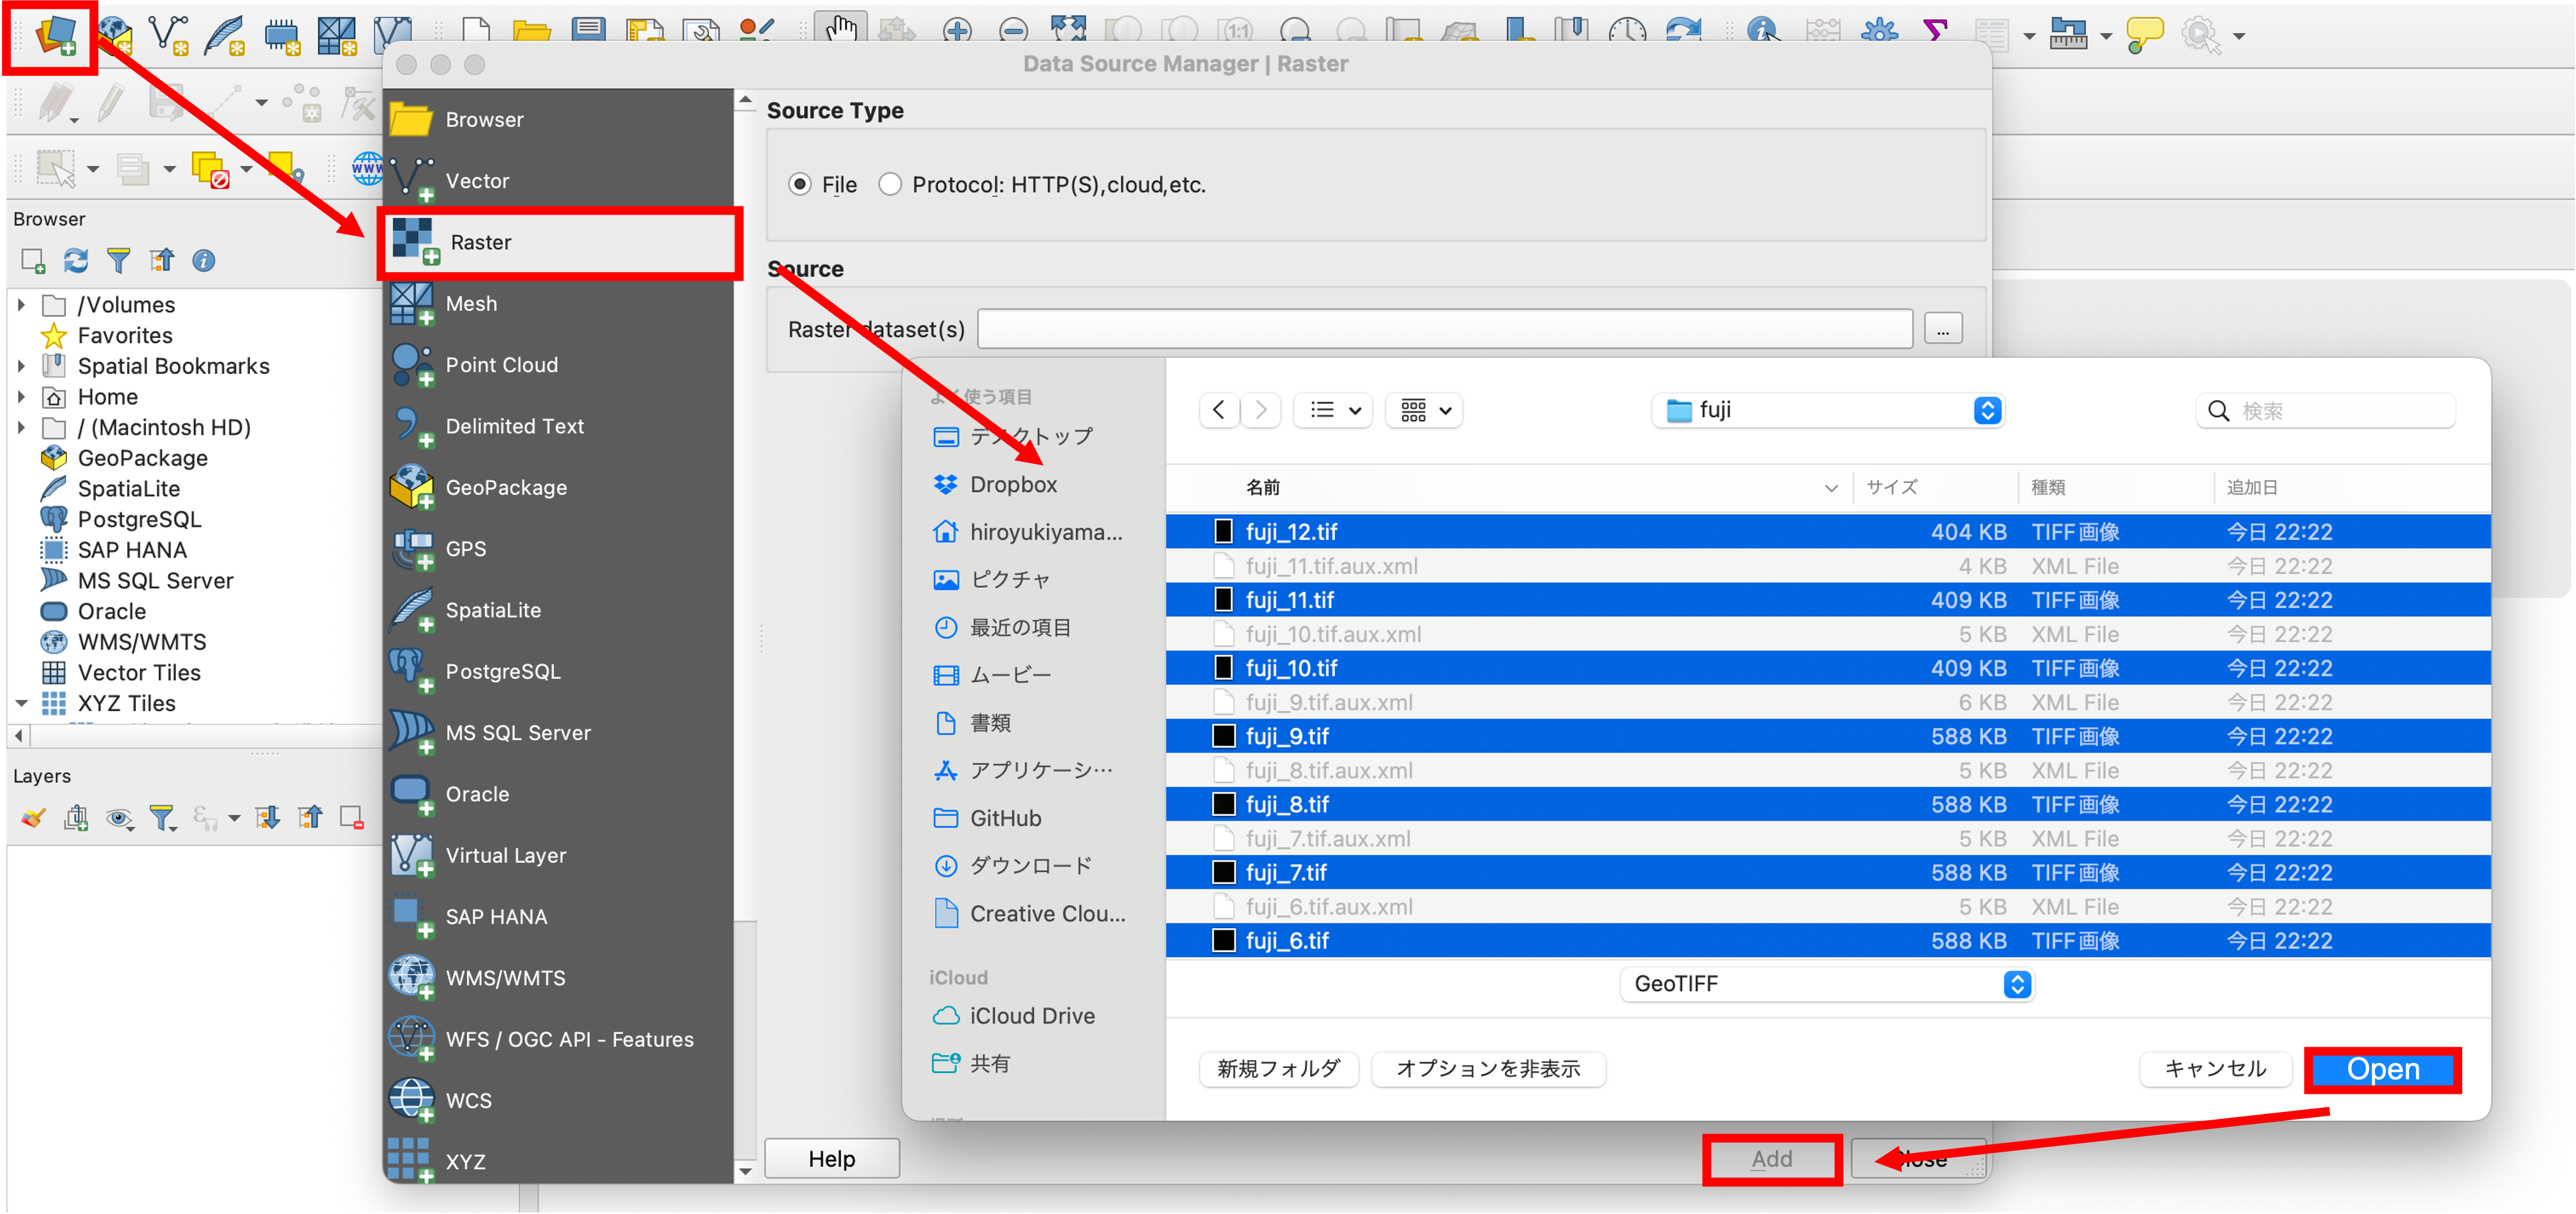 Data Source Manager | Raster
Browser
/Volumes
Favorites
Spatial Bookmarks
Home
/ (Macintosh HD)
GeoPackage
SpatiaLite
PostgreSQL
SAP HANA
MS SQL Server
Oracle
WMS/WMTS
Vector Tiles
XYZ Tiles
Layers
Browser
Vector
Raster
Mesh
Point Cloud
Delimited Text
GeoPackage
GPS
SpatiaLite
PostgreSQL
MS SQL Server
Oracle
Virtual Layer
SAP HANA
WMS/WMTS
WFS / OGC API - Features
WCS
XYZ
Source Type
File Protocol: HTTP(S),cloud,etc.
Source
Raster dataset(s) ...
よく使う項目
デスクトップ
Dropbox
hiroyukiyama...
ピクチャ
最近の項目
ムービー
書類
アプリケーシ…
GitHub
ダウンロード
Creative Clou...
iCloud
iCloud Drive
共有
fuji 検索
名前 サイズ 種類 追加日
fuji_12.tif 404 KB TIFF画像 今日 22:22
fuji_11.tif.aux.xml 4 KB XML File 今日 22:22
fuji_11.tif 409 KB TIFF画像 今日 22:22
fuji_10.tif.aux.xml 5 KB XML File 今日 22:22
fuji_10.tif 409 KB TIFF画像 今日 22:22
fuji_9.tif.aux.xml 6 KB XML File 今日 22:22
fuji_9.tif 588 KB TIFF画像 今日 22:22
fuji_8.tif.aux.xml 5 KB XML File 今日 22:22
fuji_8.tif 588 KB TIFF画像 今日 22:22
fuji_7.tif.aux.xml 5 KB XML File 今日 22:22
fuji_7.tif 588 KB TIFF画像 今日 22:22
fuji_6.tif.aux.xml 5 KB XML File 今日 22:22
fuji_6.tif 588 KB TIFF画像 今日 22:22
GeoTIFF
新規フォルダ オプションを非表示 キャンセル Open
Help Add Close